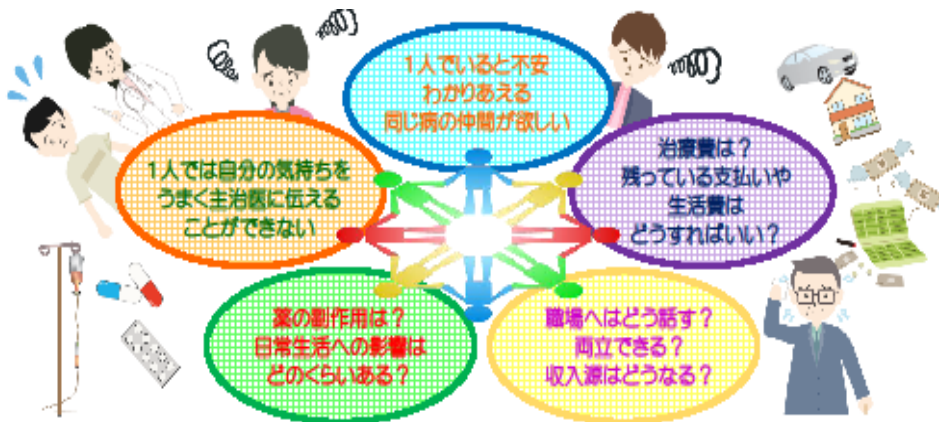 1人でいると不安
わかりあえる
同じ病の仲間が欲しい
1人では自分の気持ちを
うまく主治医に伝える
ことができない
治療費は？
残っている支払いや
生活費は
どうすればいい？
薬の副作用は？
日常生活への影響は
どのくらいある？
職場へはどう話す？
両立できる？
収入源はどうなる？